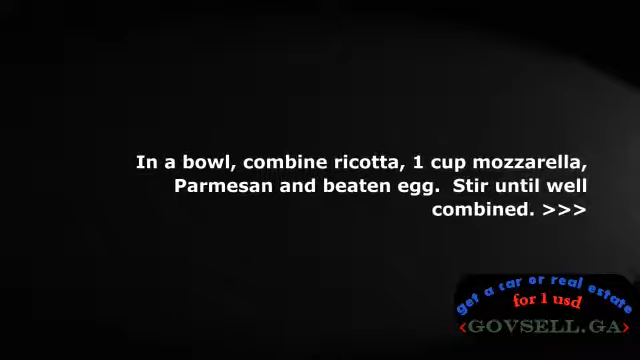 In a bowl, combine ricotta, 1 cup mozzarella,
Parmesan and beaten egg.  Stir until well
combined. >>>
get a car or real estate
for 1 usd
<GOVSELL.GA>